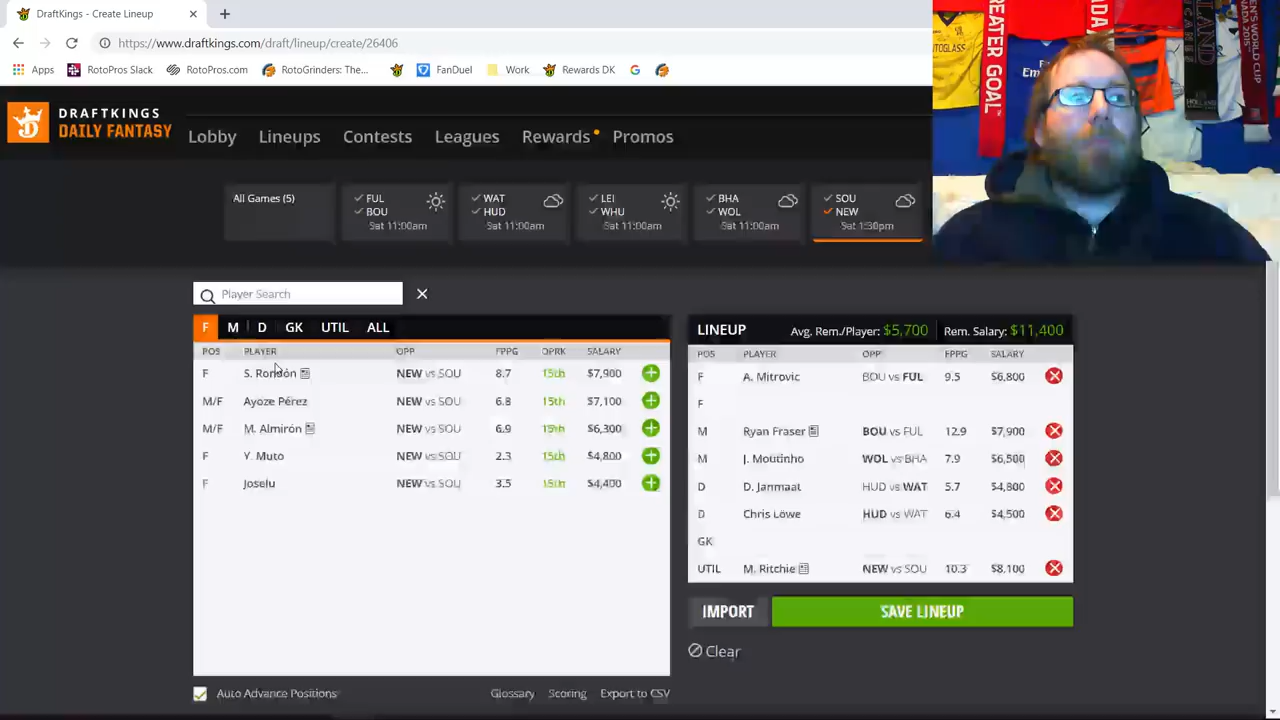 DraftKings - Create Lineup
https://www.draftkings.com/draft/lineup/create/26406
Apps RotoPros Slack RotoPros.com RotoGrinders: The... FanDuel Work Rewards DK
DRAFTKINGS
DAILY FANTASY
Lobby Lineups Contests Leagues Rewards Promos
All Games (5)
FUL
BOU
Sat 11:00am
WAT
HUD
Sat 11:00am
LEI
WHU
Sat 11:00am
BHA
WOL
Sat 11:00am
SOU
NEW
Sat 1:30pm
Player Search
F M D GK UTIL ALL
POS PLAYER OPP FPPG OPRK SALARY
F S. Rondón NEW vs SOU 8.7 15th $7,900
M/F Ayoze Pérez NEW vs SOU 6.8 15th $7,100
M/F M. Almirón NEW vs SOU 6.9 15th $6,300
F Y. Muto NEW vs SOU 2.3 15th $4,800
F Joselu NEW vs SOU 3.5 15th $4,400
Auto Advance Positions
Glossary Scoring Export to CSV
LINEUP Avg. Rem./Player: $5,700 Rem. Salary: $11,400
POS PLAYER OPP FPPG SALARY
F A. Mitrovic BOU vs FUL 9.5 $6,800
F
M Ryan Fraser BOU vs FUL 12.9 $7,900
M J. Moutinho WOL vs BHA 7.9 $6,500
D D. Janmaat HUD vs WAT 5.7 $4,800
D Chris Löwe HUD vs WAT 6.4 $4,500
GK
UTIL M. Ritchie NEW vs SOU 10.3 $8,100
IMPORT SAVE LINEUP
Clear
GREATER GOAL